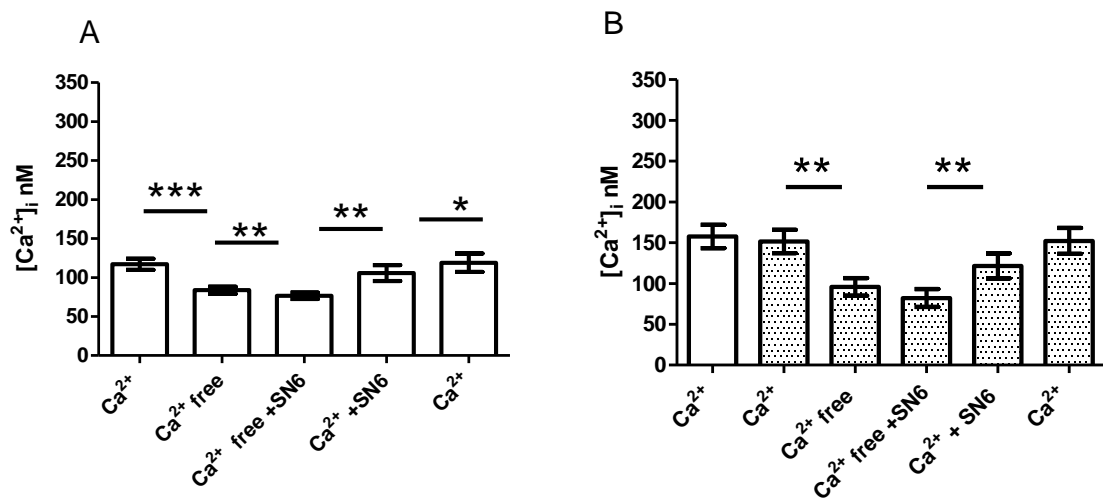 A
[Ca²⁺]ᵢ nM
350
300
250
200
150
100
50
0
***
**
**
*
Ca²⁺
Ca²⁺ free
Ca²⁺ free +SN6
Ca²⁺ +SN6
Ca²⁺
B
[Ca²⁺]ᵢ nM
350
300
250
200
150
100
50
0
**
**
Ca²⁺
Ca²⁺
Ca²⁺ free
Ca²⁺ free +SN6
Ca²⁺ + SN6
Ca²⁺